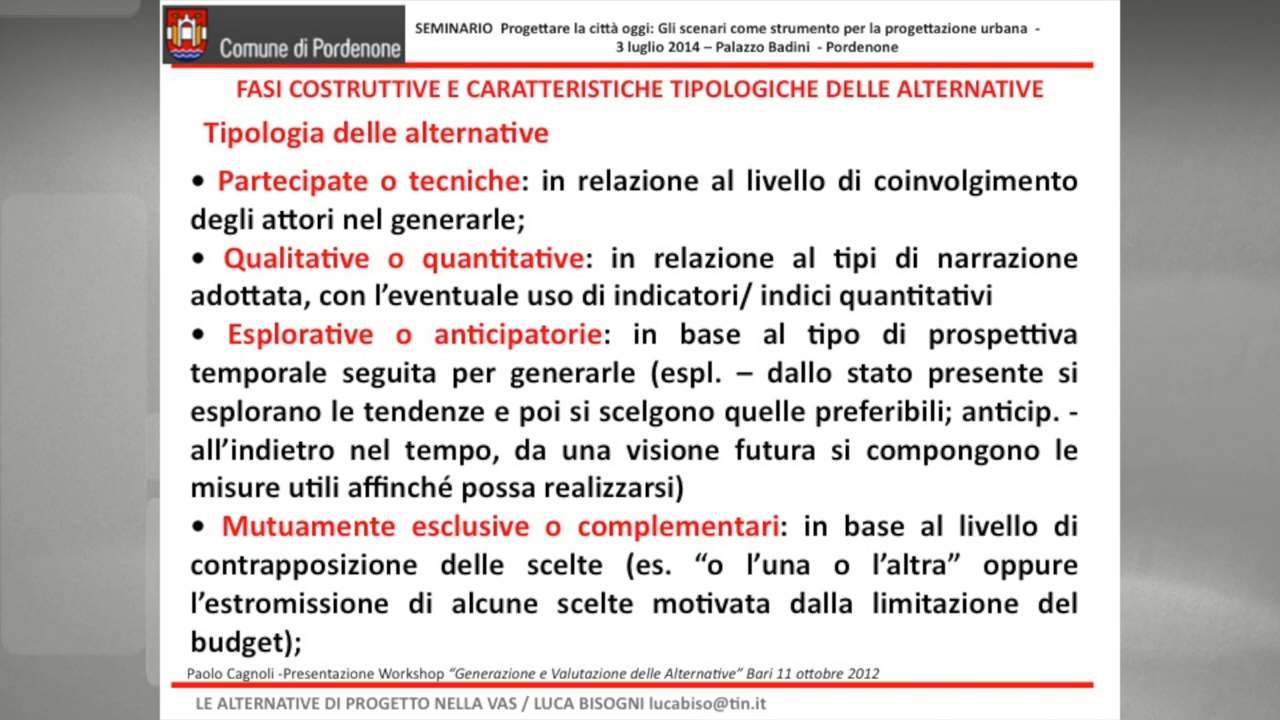 Comune di Pordenone
SEMINARIO Progettare la città oggi: Gli scenari come strumento per la progettazione urbana -
3 luglio 2014 – Palazzo Badini - Pordenone
FASI COSTRUTTIVE E CARATTERISTICHE TIPOLOGICHE DELLE ALTERNATIVE
Tipologia delle alternative
• Partecipate o tecniche: in relazione al livello di coinvolgimento
degli attori nel generarle;
• Qualitative o quantitative: in relazione al tipi di narrazione
adottata, con l’eventuale uso di indicatori/ indici quantitativi
• Esplorative o anticipatorie: in base al tipo di prospettiva
temporale seguita per generarle (espl. – dallo stato presente si
esplorano le tendenze e poi si scelgono quelle preferibili; anticip. -
all’indietro nel tempo, da una visione futura si compongono le
misure utili affinché possa realizzarsi)
• Mutuamente esclusive o complementari: in base al livello di
contrapposizione delle scelte (es. “o l’una o l’altra” oppure
l’estromissione di alcune scelte motivata dalla limitazione del
budget);
Paolo Cagnoli -Presentazione Workshop “Generazione e Valutazione delle Alternative” Bari 11 ottobre 2012
LE ALTERNATIVE DI PROGETTO NELLA VAS / LUCA BISOGNI lucabiso@tin.it